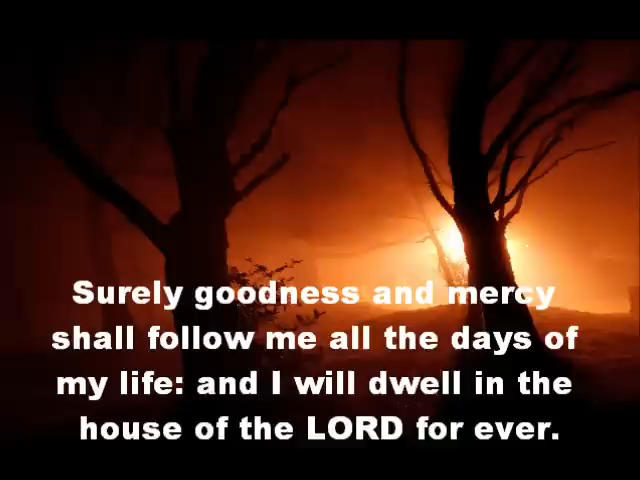 Surely goodness and mercy
shall follow me all the days of
my life: and I will dwell in the
house of the LORD for ever.